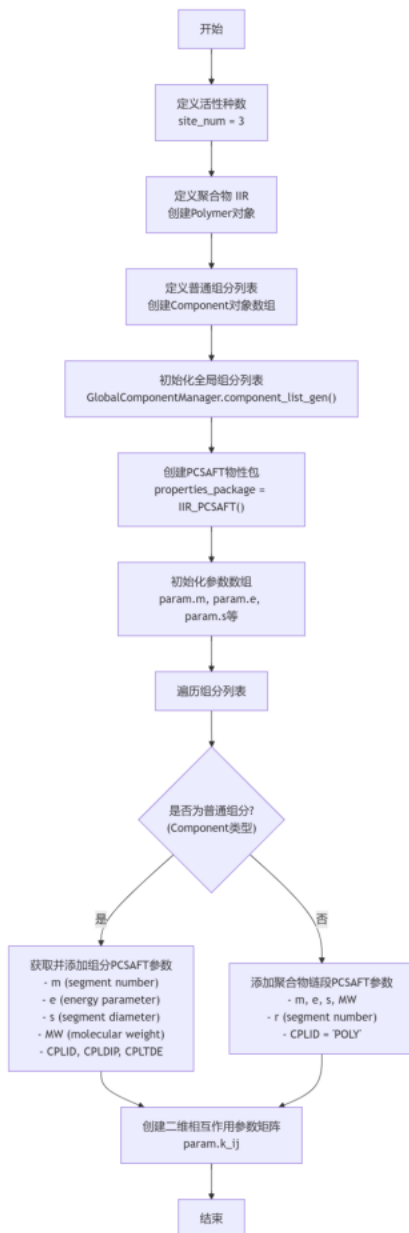 开始
定义活性种数
site_num = 3
定义聚合物 IIR
创建Polymer对象
定义普通组分列表
创建Component对象数组
初始化全局组分列表
GlobalComponentManager.component_list_gen()
创建PCSAFT物性包
properties_package =
IIR_PCSAFT()
初始化参数数组
param.m, param.e,
param.s等
遍历组分列表
是否为普通组分?
(Component类型)
是
否
获取并添加组分PCSAFT参数
- m (segment number)
- e (energy parameter)
- s (segment diameter)
- MW (molecular weight)
- CPLID, CPLDIP, CPLTDE
添加聚合物链段PCSAFT参数
- m, e, s, MW
- r (segment number)
- CPLID = 'POLY'
创建二维相互作用参数矩阵
param.k_ij
结束